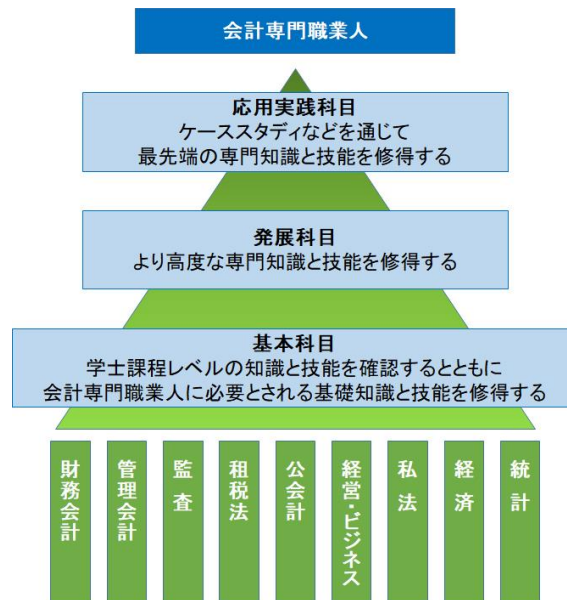 会計専門職業人
応用実践科目
ケーススタディなどを通じて
最先端の専門知識と技能を修得する
発展科目
より高度な専門知識と技能を修得する
基本科目
学士課程レベルの知識と技能を確認するとともに
会計専門職業人に必要とされる基礎知識と技能を修得する
財務会計
管理会計
監査
租税法
公会計
経営・ビジネス
私法
経済
統計